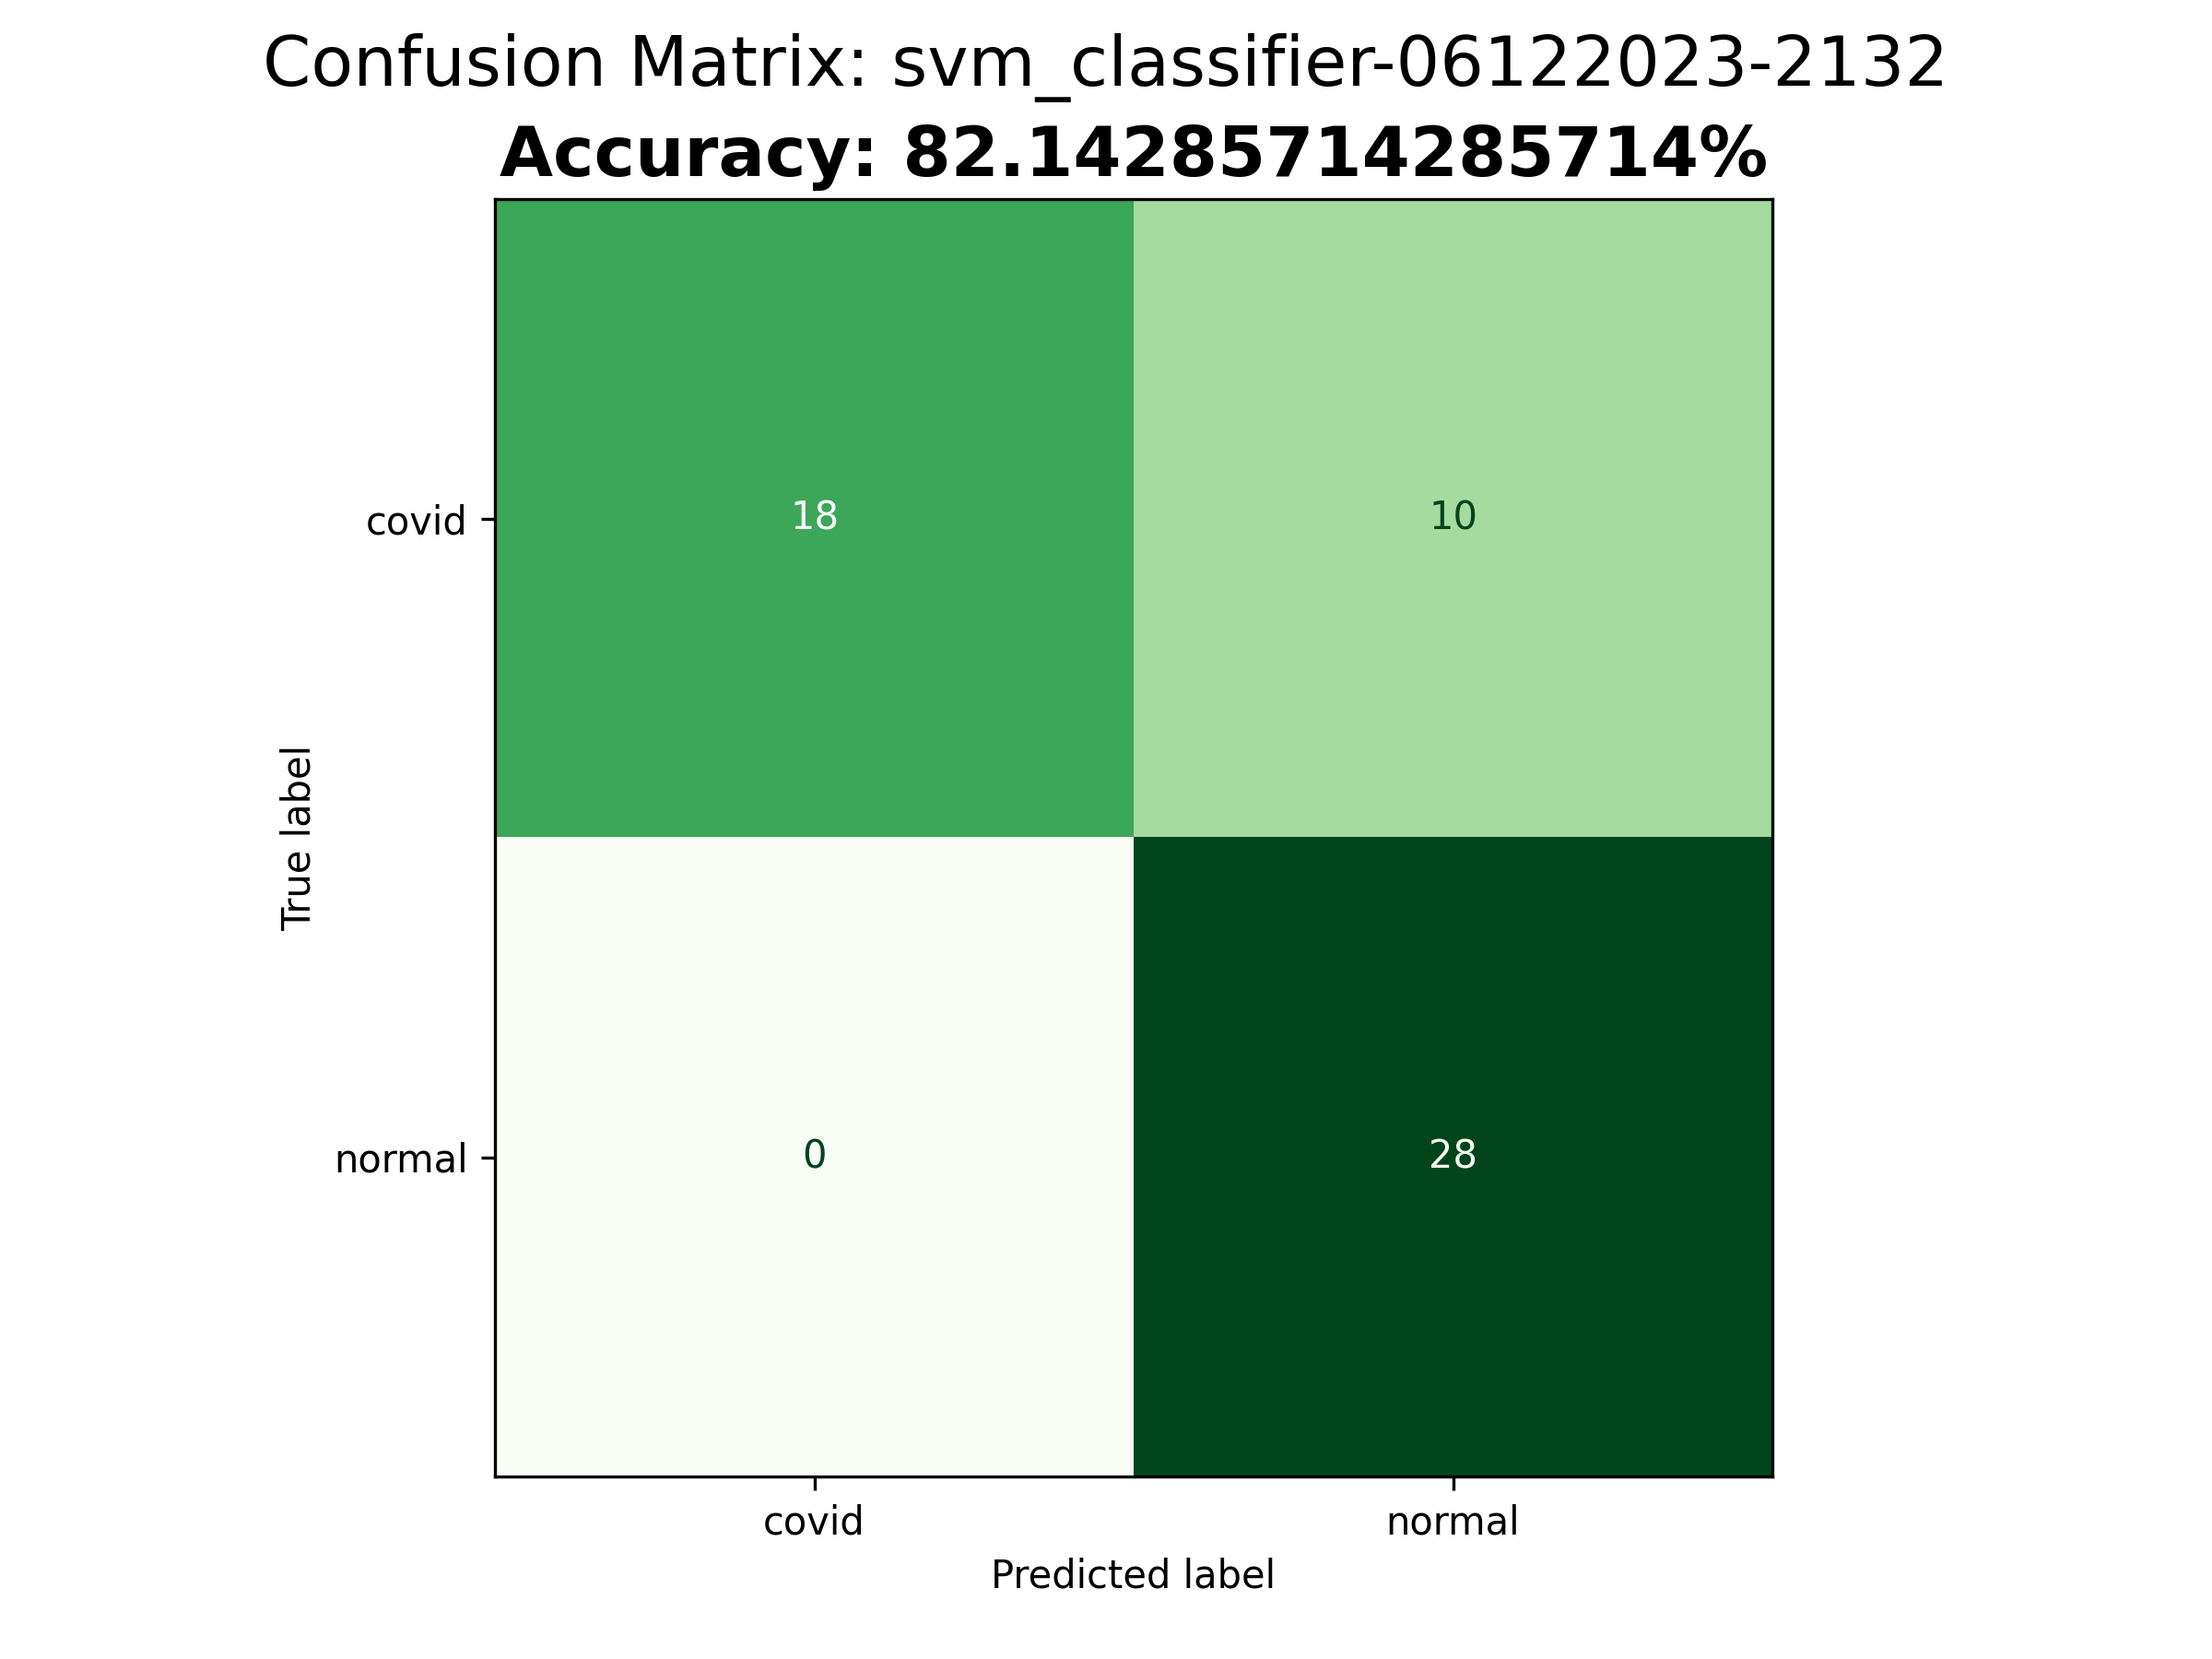 Confusion Matrix: svm_classifier-06122023-2132
Accuracy: 82.14285714285714%
covid
18
10
True label
normal
0
28
covid
normal
Predicted label